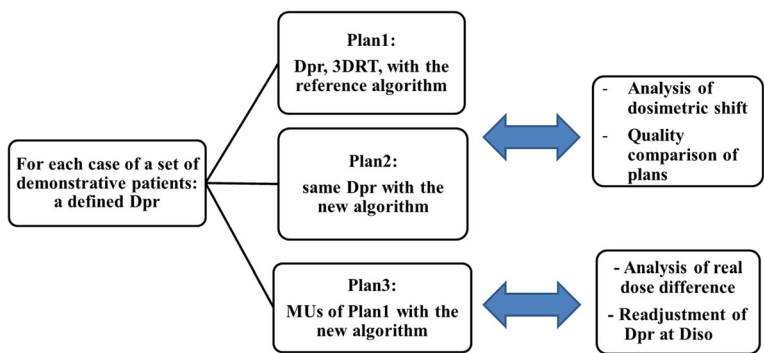 For each case of a set of
demonstrative patients:
a defined Dpr
Plan1:
Dpr, 3DRT, with the
reference algorithm
Plan2:
same Dpr with the
new algorithm
Plan3:
MUs of Plan1 with the
new algorithm
- Analysis of
dosimetric shift
- Quality
comparison of
plans
- Analysis of real
dose difference
- Readjustment of
Dpr at Diso